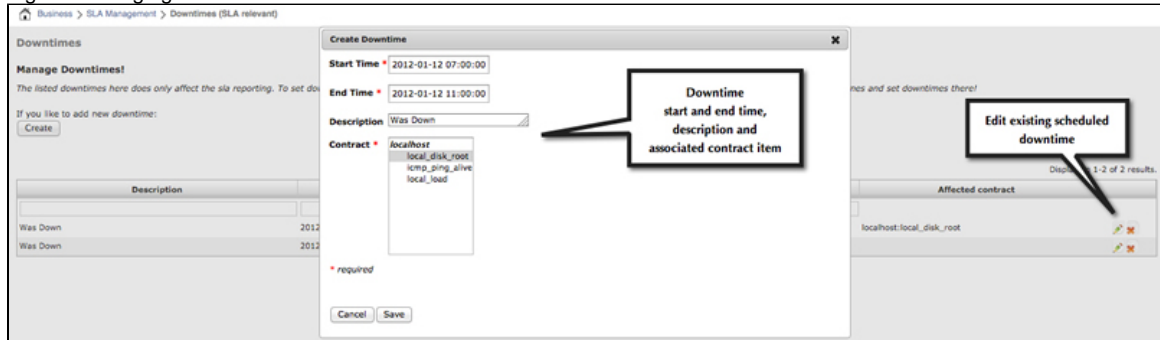 Business > SLA Management > Downtimes (SLA relevant)
Downtimes
Manage Downtimes!
The listed downtimes here does only affect the sla reporting. To set
nes and set downtimes there!
If you like to add new downtime:
Create
1-2 of 2 results.
Description
Affected contract
Was Down
2012
localhost:local_disk_root
Was Down
2012
Create Downtime
Start Time * 2012-01-12 07:00:00
End Time * 2012-01-12 11:00:00
Description Was Down
Contract * localhost
local_disk_root
icmp_ping_alive
local_load
* required
Cancel Save
Downtime
start and end time,
description and
associated contract item
Edit existing scheduled
downtime